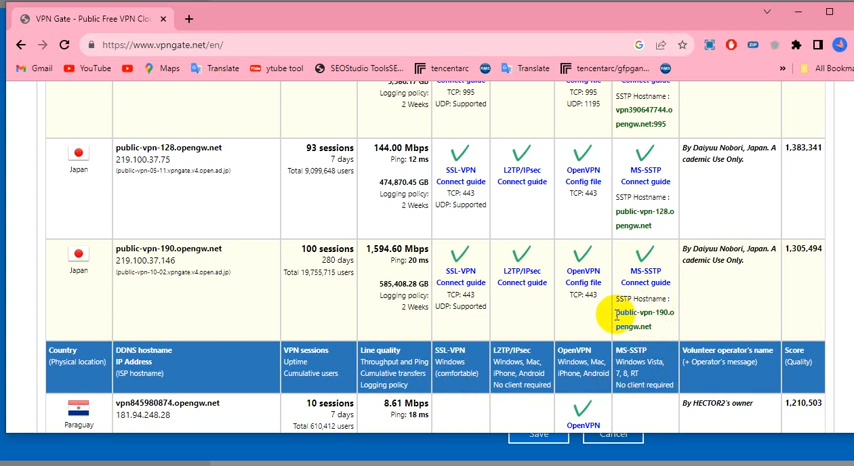 VPN Gate - Public Free VPN Clo
https://www.vpngate.net/en/
Gmail YouTube Maps Translate ytube tool SEOStudio ToolsSE... tencentarc Translate tencentarc/gfpgan... » All Bookma
Connect guide
TCP: 995
UDP: Supported
Config file
TCP: 995
UDP: 1195
Logging policy:
2 Weeks
SSTP Hostname :
vpn390647744.o
pengw.net:995
Japan
public-vpn-128.opengw.net
219.100.37.75
(public-vpn-05-11.vpngate.v4.open.ad.jp)
93 sessions
7 days
Total 9,099,648 users
144.00 Mbps
Ping: 12 ms
474,870.45 GB
Logging policy:
2 Weeks
SSL-VPN
Connect guide
TCP: 443
UDP: Supported
L2TP/IPsec
Connect guide
OpenVPN
Config file
TCP: 443
MS-SSTP
Connect guide
SSTP Hostname :
public-vpn-128.o
pengw.net
By Daiyuu Nobori, Japan. A
cademic Use Only.
1,383,341
Japan
public-vpn-190.opengw.net
219.100.37.146
(public-vpn-10-02.vpngate.v4.open.ad.jp)
100 sessions
280 days
Total 19,755,715 users
1,594.60 Mbps
Ping: 20 ms
585,408.28 GB
Logging policy:
2 Weeks
SSL-VPN
Connect guide
TCP: 443
UDP: Supported
L2TP/IPsec
Connect guide
OpenVPN
Config file
TCP: 443
MS-SSTP
Connect guide
SSTP Hostname :
public-vpn-190.o
pengw.net
By Daiyuu Nobori, Japan. A
cademic Use Only.
1,305,494
Country
(Physical location)
DDNS hostname
IP Address
(ISP hostname)
VPN sessions
Uptime
Cumulative users
Line quality
Throughput and Ping
Cumulative transfers
Logging policy
SSL-VPN
Windows
(comfortable)
L2TP/IPsec
Windows, Mac,
iPhone, Android
No client required
OpenVPN
Windows, Mac,
iPhone, Android
MS-SSTP
Windows Vista,
7, 8, RT
No client required
Volunteer operator's name
(+ Operator's message)
Score
(Quality)
Paraguay
vpn845980874.opengw.net
181.94.248.28
10 sessions
7 days
Total 610,412 users
8.61 Mbps
Ping: 18 ms
OpenVPN
By HECTOR2's owner
1,210,503
Save Cancel